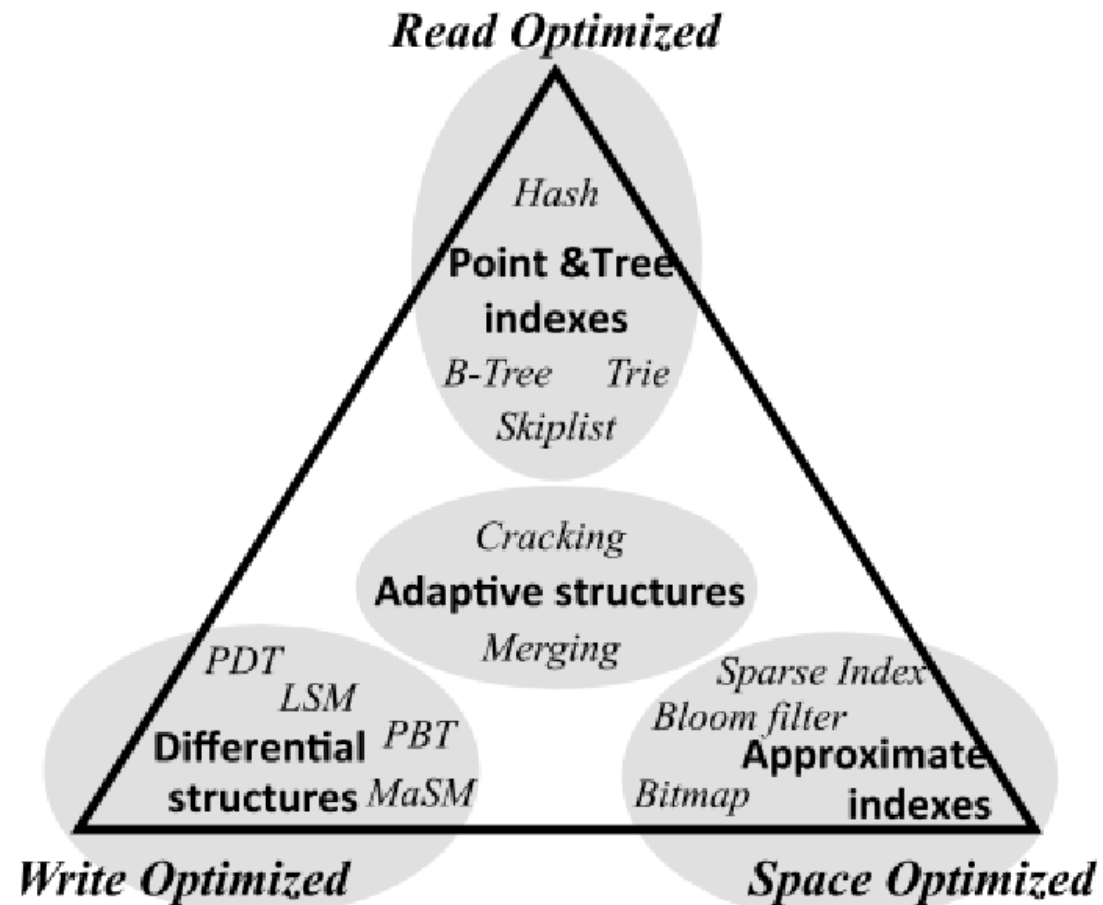 Read Optimized
Hash
Point &Tree
indexes
B-Tree Trie
Skiplist
Cracking
Adaptive structures
Merging
PDT
LSM
PBT
Differential
structures
MaSM
Sparse Index
Bloom filter
Approximate
Bitmap
indexes
Write Optimized
Space Optimized